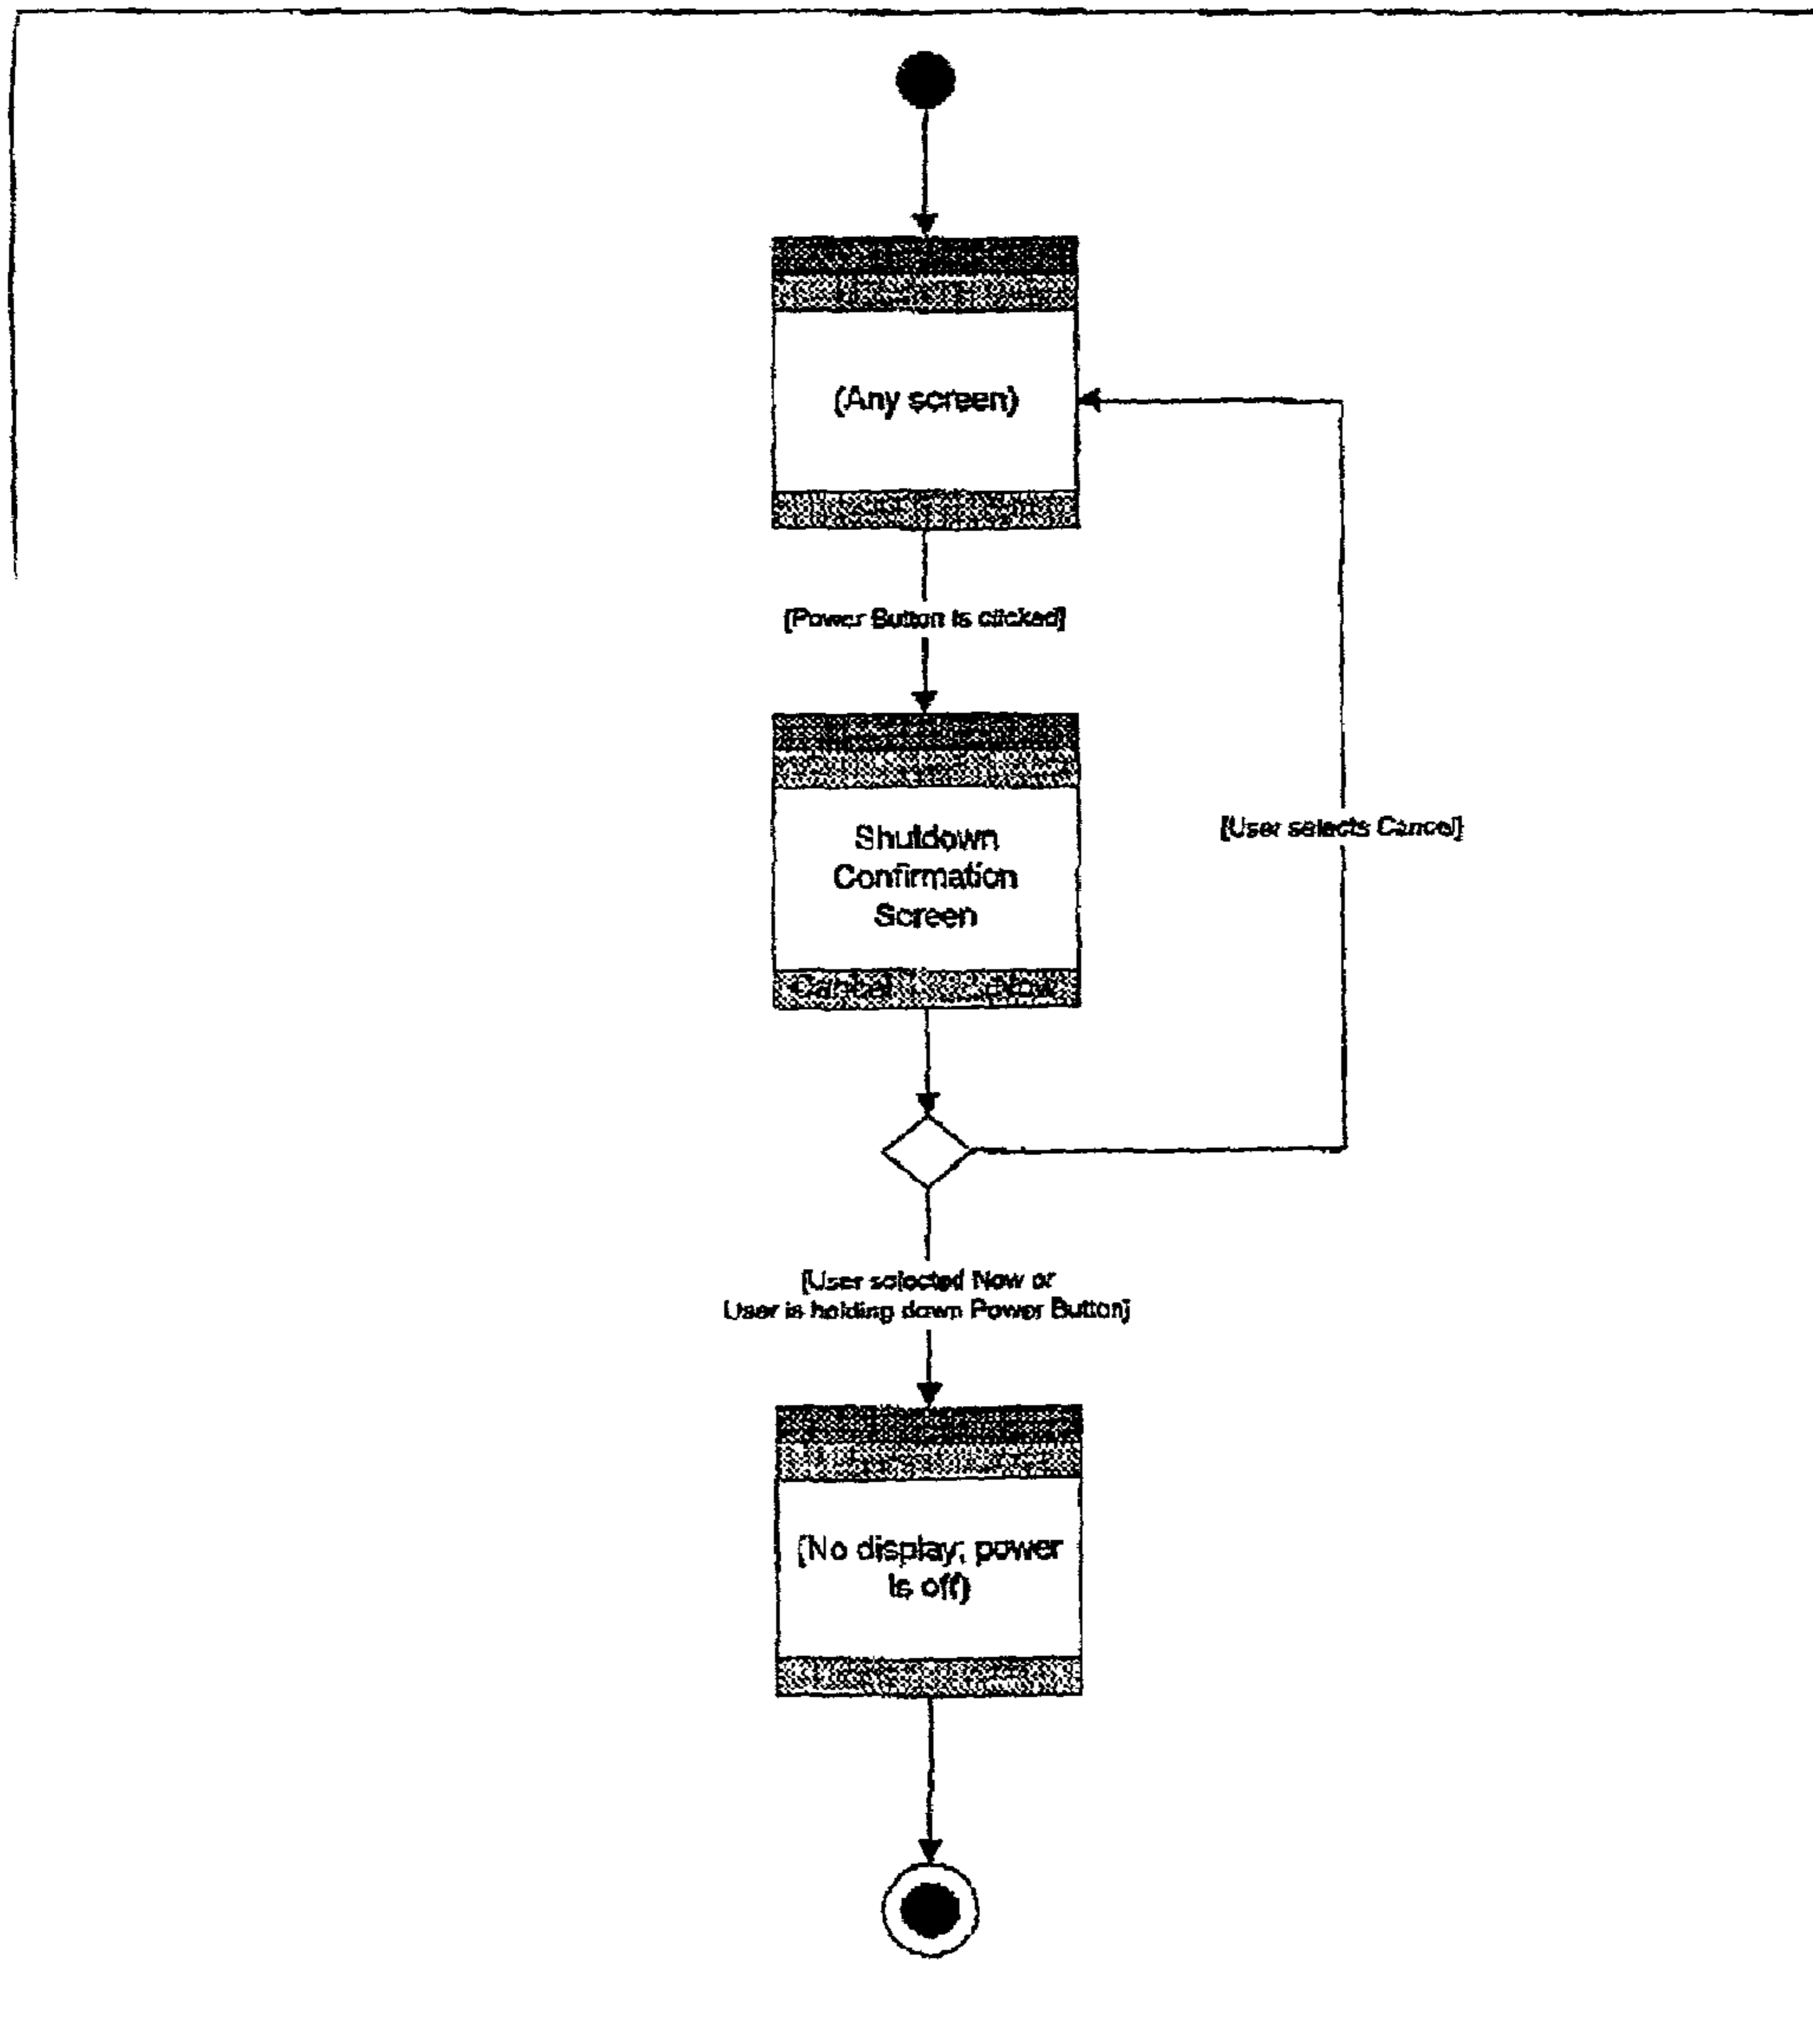 (Any screen)
[Power Button is clicked]
Shutdown
Confirmation
Screen
[User selects Cancel]
Cancel Now
[User selected Now or
User is holding down Power Button]
(No display; power
is off)